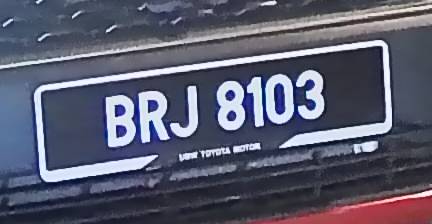 BRJ 8103
UMW TOYOTA MOTOR